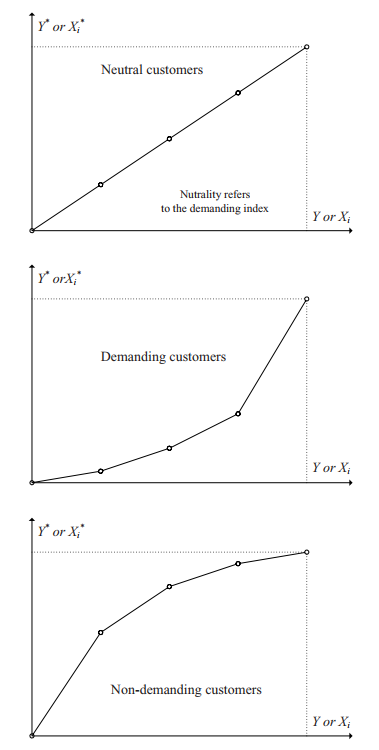 Y* or Xi*
Neutral customers
Nutrality refers
to the demanding index
Y or Xi
Y* orXi*
Demanding customers
Y or Xi
Y* or Xi*
Non-demanding customers
Y or Xi